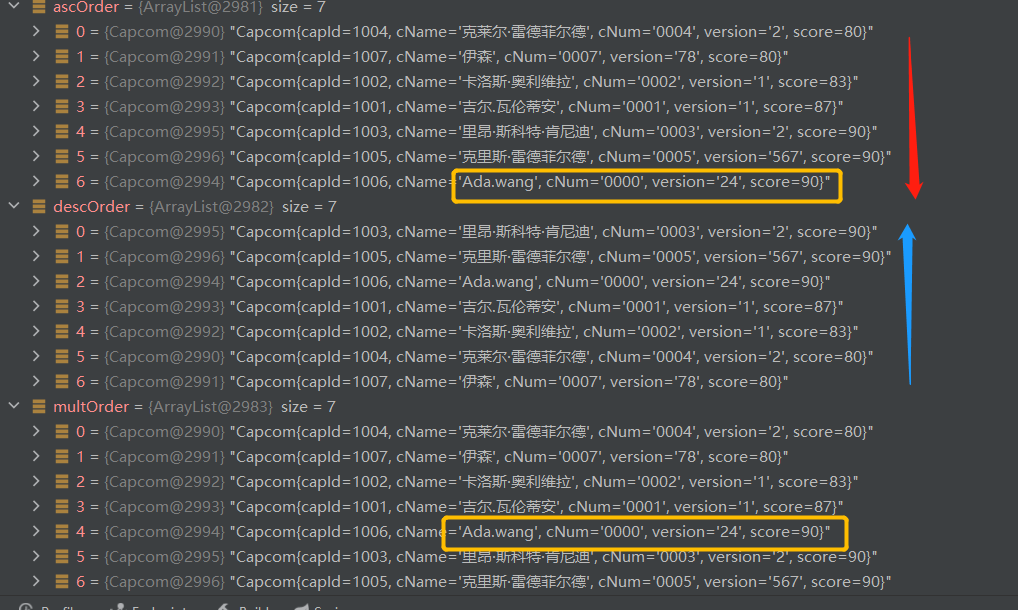 ascOrder = {ArrayList@2981} size = 7
0 = {Capcom@2990} "Capcom{capId=1004, cName='克莱尔·雷德菲尔德', cNum='0004', version='2', score=80}"
1 = {Capcom@2991} "Capcom{capId=1007, cName='伊森', cNum='0007', version='78', score=80}"
2 = {Capcom@2992} "Capcom{capId=1002, cName='卡洛斯·奥利维拉', cNum='0002', version='1', score=83}"
3 = {Capcom@2993} "Capcom{capId=1001, cName='吉尔.瓦伦蒂安', cNum='0001', version='1', score=87}"
4 = {Capcom@2995} "Capcom{capId=1003, cName='里昂·斯科特·肯尼迪', cNum='0003', version='2', score=90}"
5 = {Capcom@2996} "Capcom{capId=1005, cName='克里斯·雷德菲尔德', cNum='0005', version='567', score=90}"
6 = {Capcom@2994} "Capcom{capId=1006, cName='Ada.wang', cNum='0000', version='24', score=90}"
descOrder = {ArrayList@2982} size = 7
0 = {Capcom@2995} "Capcom{capId=1003, cName='里昂·斯科特·肯尼迪', cNum='0003', version='2', score=90}"
1 = {Capcom@2996} "Capcom{capId=1005, cName='克里斯·雷德菲尔德', cNum='0005', version='567', score=90}"
2 = {Capcom@2994} "Capcom{capId=1006, cName='Ada.wang', cNum='0000', version='24', score=90}"
3 = {Capcom@2993} "Capcom{capId=1001, cName='吉尔.瓦伦蒂安', cNum='0001', version='1', score=87}"
4 = {Capcom@2992} "Capcom{capId=1002, cName='卡洛斯·奥利维拉', cNum='0002', version='1', score=83}"
5 = {Capcom@2990} "Capcom{capId=1004, cName='克莱尔·雷德菲尔德', cNum='0004', version='2', score=80}"
6 = {Capcom@2991} "Capcom{capId=1007, cName='伊森', cNum='0007', version='78', score=80}"
multOrder = {ArrayList@2983} size = 7
0 = {Capcom@2990} "Capcom{capId=1004, cName='克莱尔·雷德菲尔德', cNum='0004', version='2', score=80}"
1 = {Capcom@2991} "Capcom{capId=1007, cName='伊森', cNum='0007', version='78', score=80}"
2 = {Capcom@2992} "Capcom{capId=1002, cName='卡洛斯·奥利维拉', cNum='0002', version='1', score=83}"
3 = {Capcom@2993} "Capcom{capId=1001, cName='吉尔.瓦伦蒂安', cNum='0001', version='1', score=87}"
4 = {Capcom@2994} "Capcom{capId=1006, cName='Ada.wang', cNum='0000', version='24', score=90}"
5 = {Capcom@2995} "Capcom{capId=1003, cName='里昂·斯科特·肯尼迪', cNum='0003', version='2', score=90}"
6 = {Capcom@2996} "Capcom{capId=1005, cName='克里斯·雷德菲尔德', cNum='0005', version='567', score=90}"